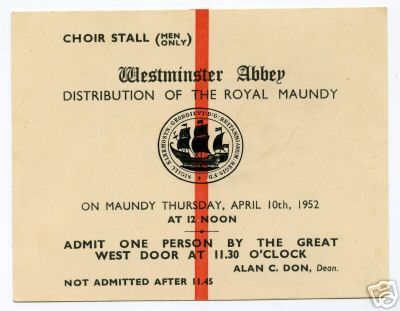 CHOIR STALL (MEN ONLY)
Westminster Abbey
DISTRIBUTION OF THE ROYAL MAUNDY
ON MAUNDY THURSDAY, APRIL 10th, 1952
AT 12 NOON
ADMIT ONE PERSON BY THE GREAT
WEST DOOR AT 11.30 O'CLOCK
ALAN C. DON, Dean.
NOT ADMITTED AFTER 11.45